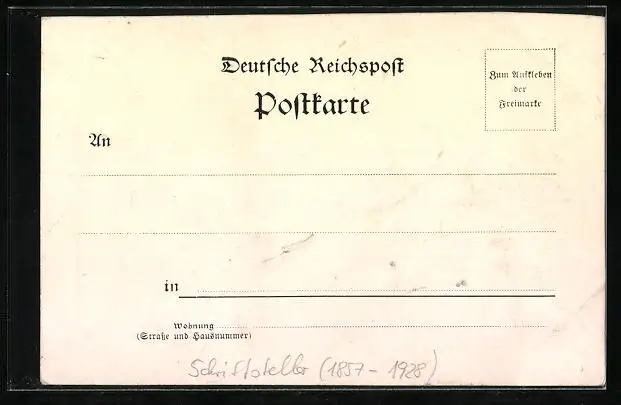 Deutsche Reichspost
Postkarte
Zum Aufkleben
der
Freimarke
An
in
Wohnung
(Straße und Hausnummer)
Schriftsteller (1857 - 1928)